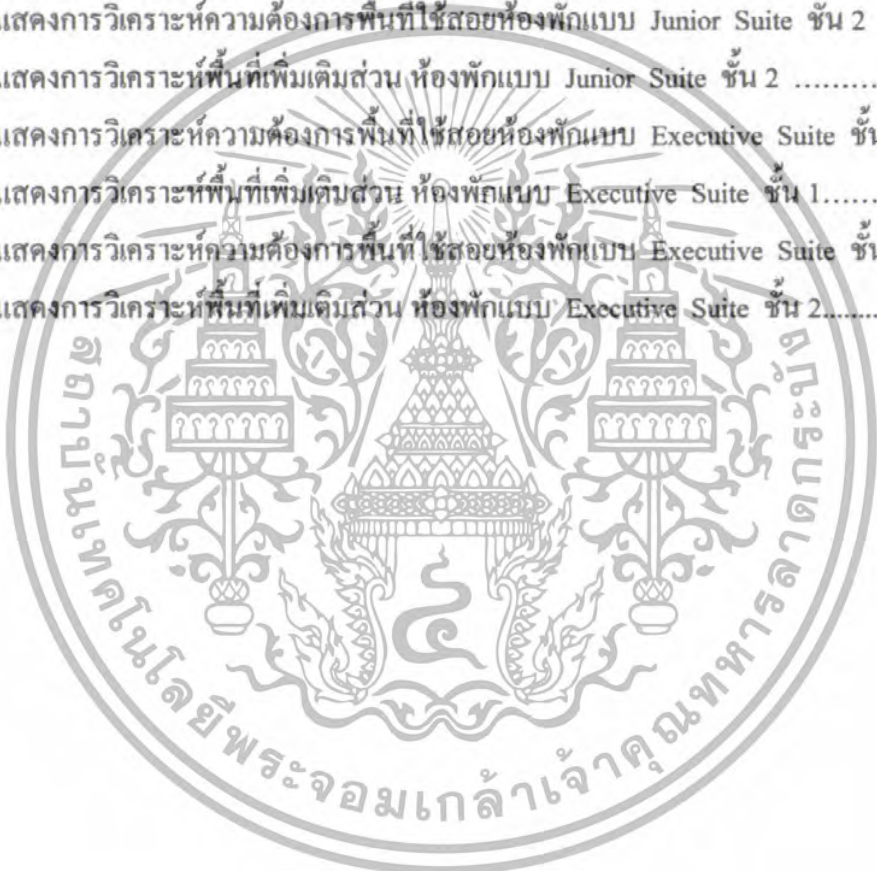 แสดงการวิเคราะห์ความต้องการพื้นที่ใช้สอยห้องพักแบบ Junior Suite ชั้น 2
แสดงการวิเคราะห์พื้นที่เพิ่มเติมส่วน ห้องพักแบบ Junior Suite ชั้น 2 .........
แสดงการวิเคราะห์ความต้องการพื้นที่ใช้สอยห้องพักแบบ Executive Suite ชั้น
แสดงการวิเคราะห์พื้นที่เพิ่มเติมส่วน ห้องพักแบบ Executive Suite ชั้น 1......
แสดงการวิเคราะห์ความต้องการพื้นที่ใช้สอยห้องพักแบบ Executive Suite ชั้น
แสดงการวิเคราะห์พื้นที่เพิ่มเติมส่วน ห้องพักแบบ Executive Suite ชั้น 2........
สถาบันเทคโนโลยีพระจอมเกล้าเจ้าคุณทหารลาดกระบัง
๔